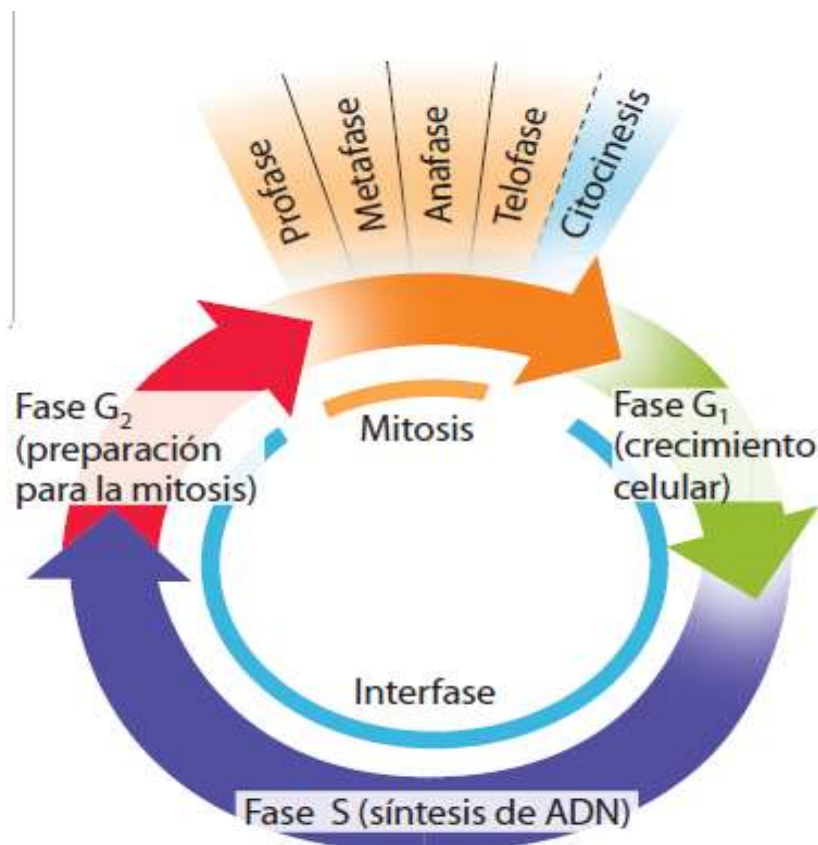 Profase
Metafase
Anafase
Telofase
Citocinesis
Fase G₂
(preparación
para la mitosis)
Mitosis
Fase G₁
(crecimiento
celular)
Interfase
Fase S (síntesis de ADN)